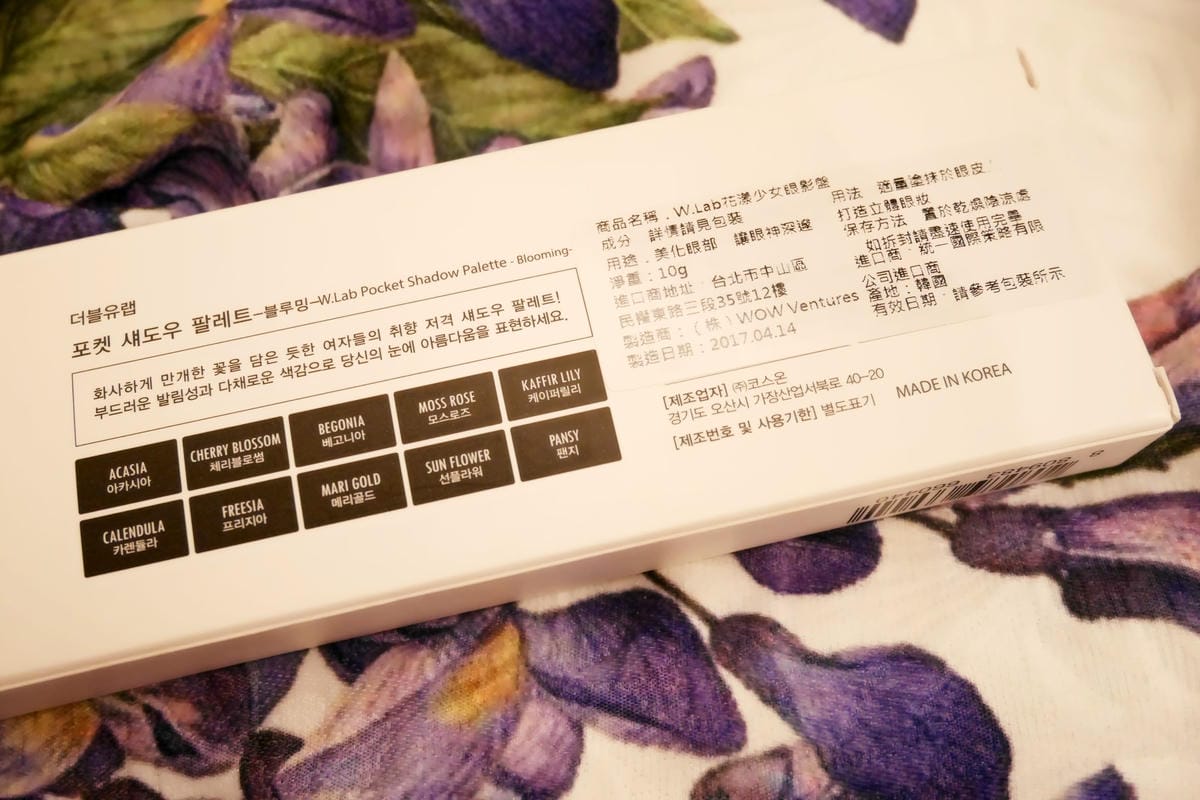 더블유랩
포켓 섀도우 팔레트-블루밍-W.Lab Pocket Shadow Palette - Blooming-
화사하게 만개한 꽃을 담은 듯한 여자들의 취향 저격 섀도우 팔레트!
부드러운 발림성과 다채로운 색감으로 당신의 눈에 아름다움을 표현하세요.
ACASIA
아카시아
CHERRY BLOSSOM
체리블로썸
BEGONIA
베고니아
MOSS ROSE
모스로즈
KAFFIR LILY
케이퍼릴리
CALENDULA
카렌듈라
FREESIA
프리지아
MARI GOLD
메리골드
SUN FLOWER
선플라워
PANSY
팬지
商品名稱：W.Lab花漾少女眼影盤
成分：詳情請見包裝
用途：美化眼部，讓眼神深邃
淨重：10g
進口商地址：台北市中山區
民權東路三段35號12樓
製造商：（株）WOW Ventures
製造日期：2017.04.14
用法：適量塗抹於眼皮，
打造立體眼妝
保存方法：置於乾燥陰涼處
，如拆封請盡速使用完畢
進口商：統一國際策略有限
公司進口商
產地：韓國
有效日期：請參考包裝所示
[제조업자] ㈜코스온
경기도 오산시 가장산업서북로 40-20
[제조번호 및 사용기한] 별도표기
MADE IN KOREA